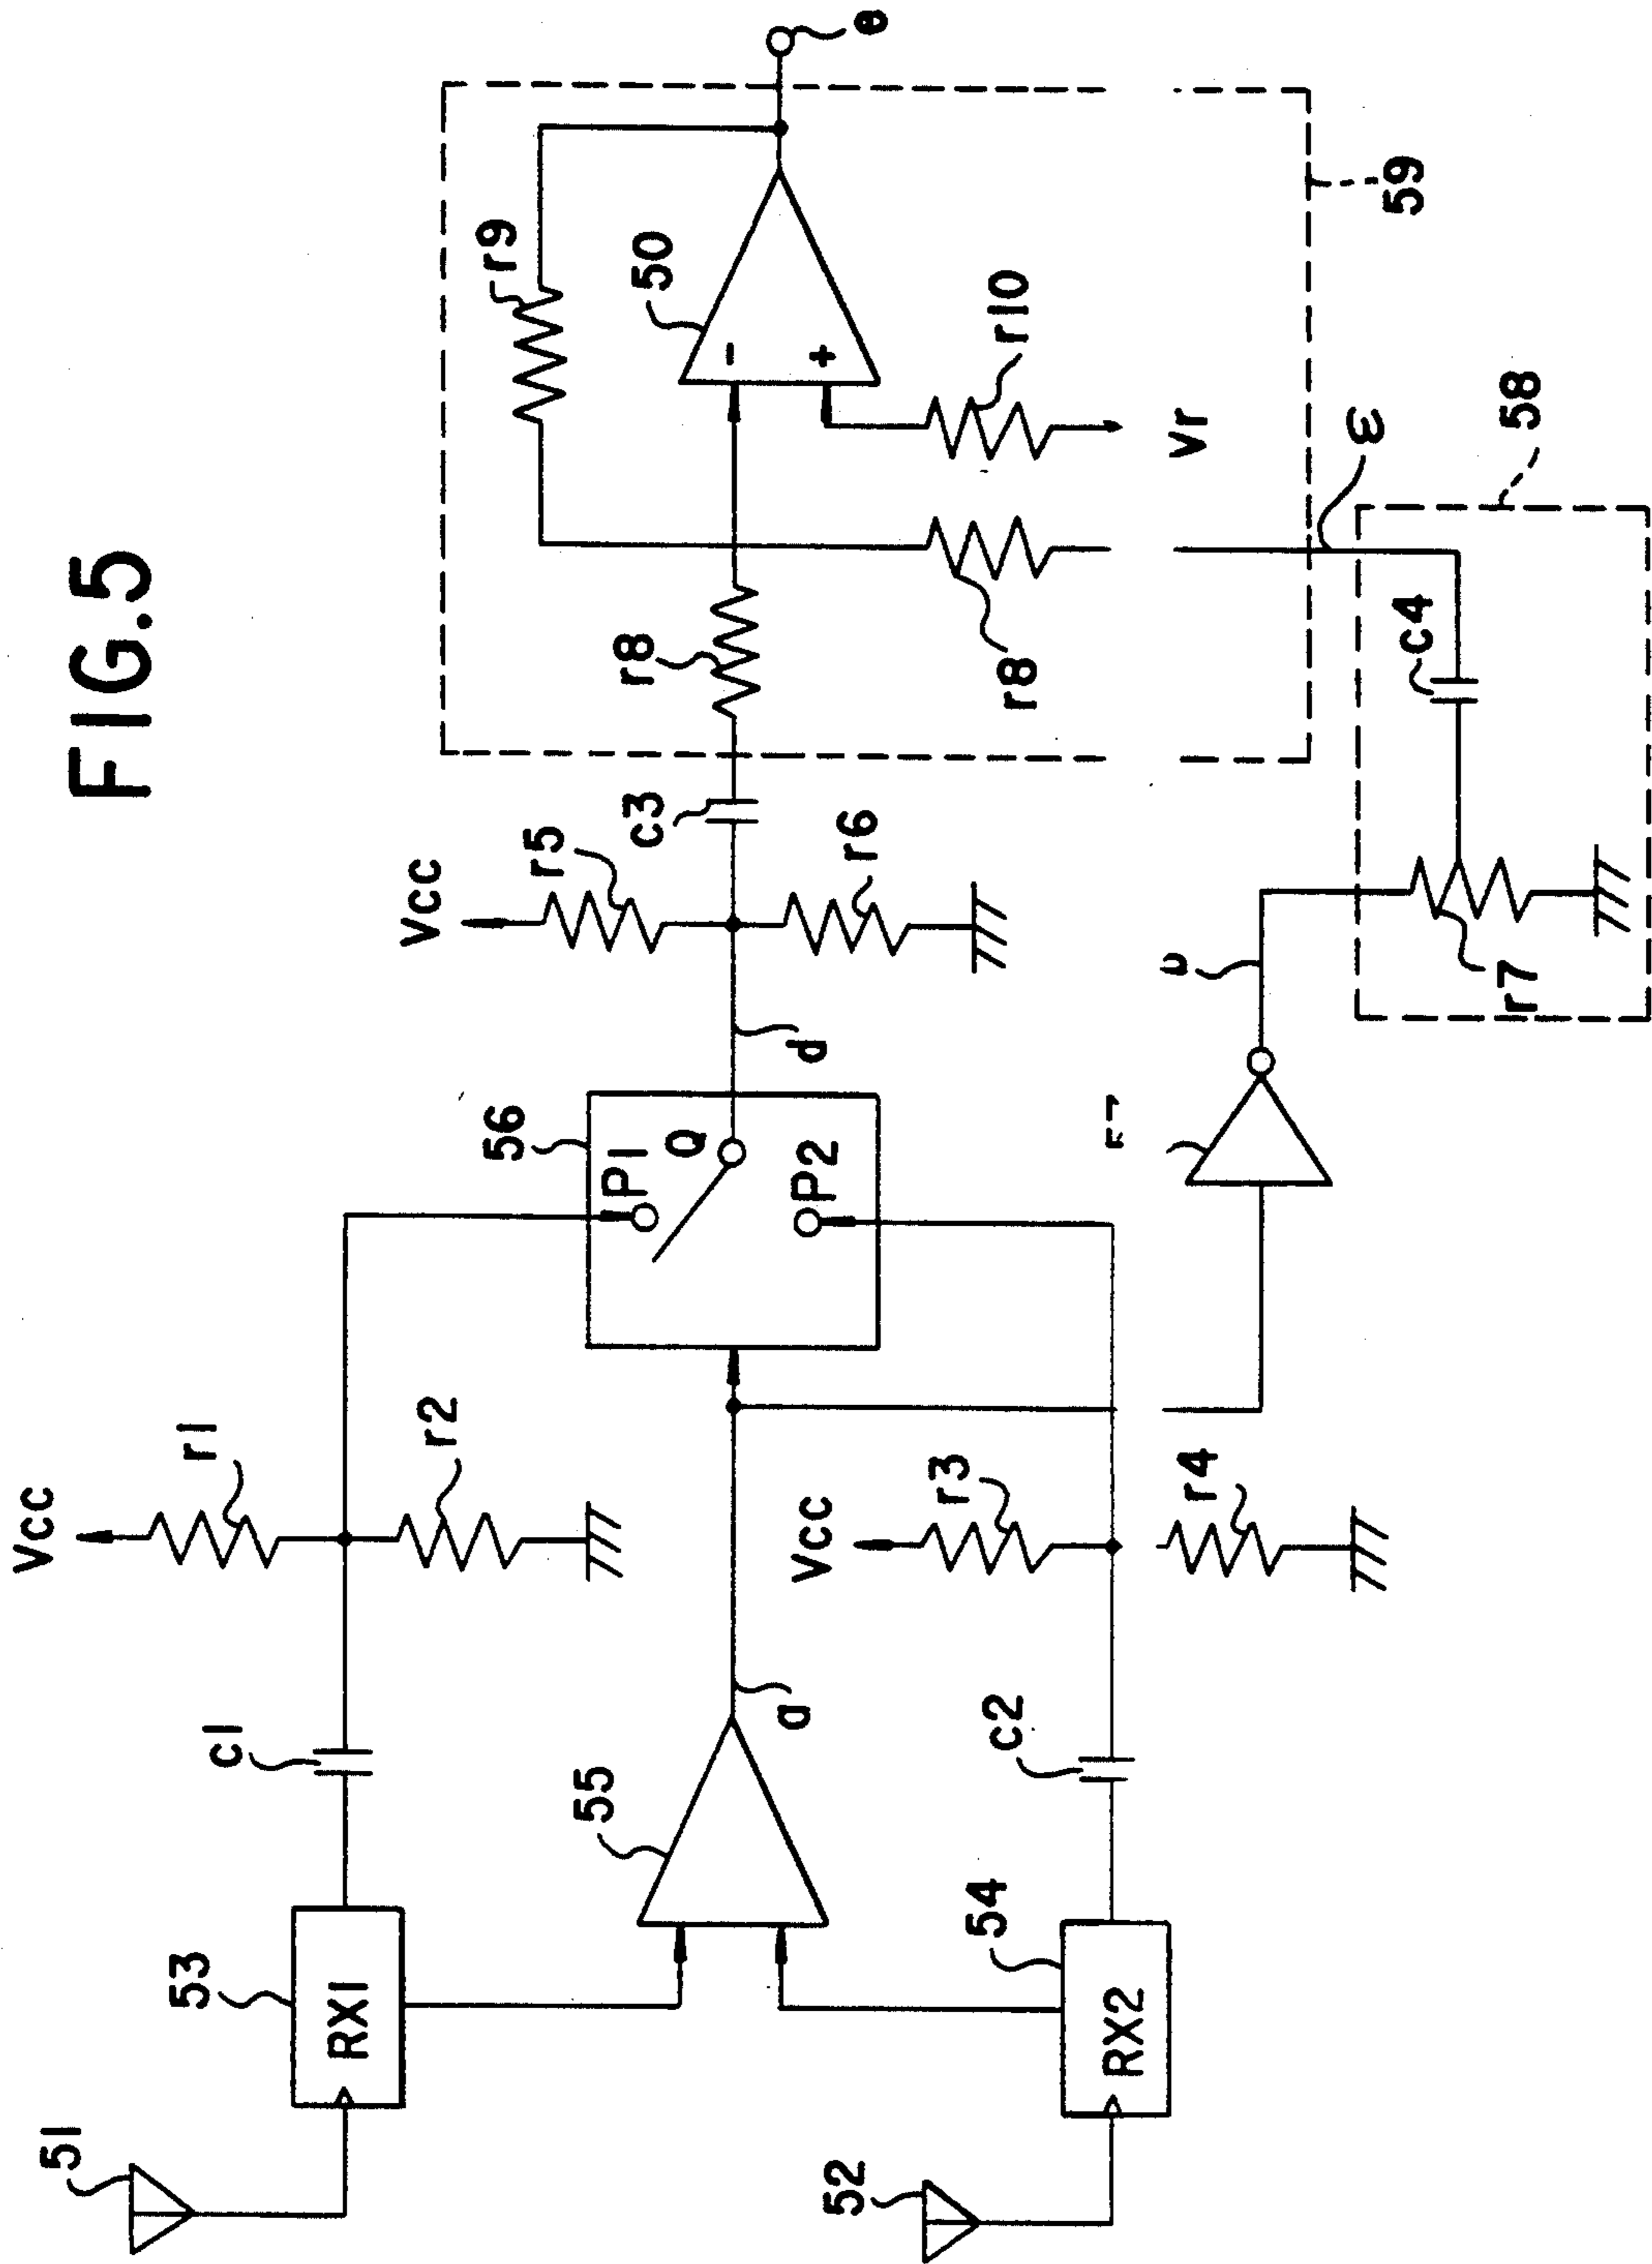 FIG.5
51
53
RX1
c1
Vcc
r1
r2
55
a
56
P1
Q
P2
d
Vcc
r5
r6
c3
r8
r9
50
-
+
r10
Vr
r8
e
59
52
54
RX2
c2
Vcc
r3
r4
r7
c4
ε
58